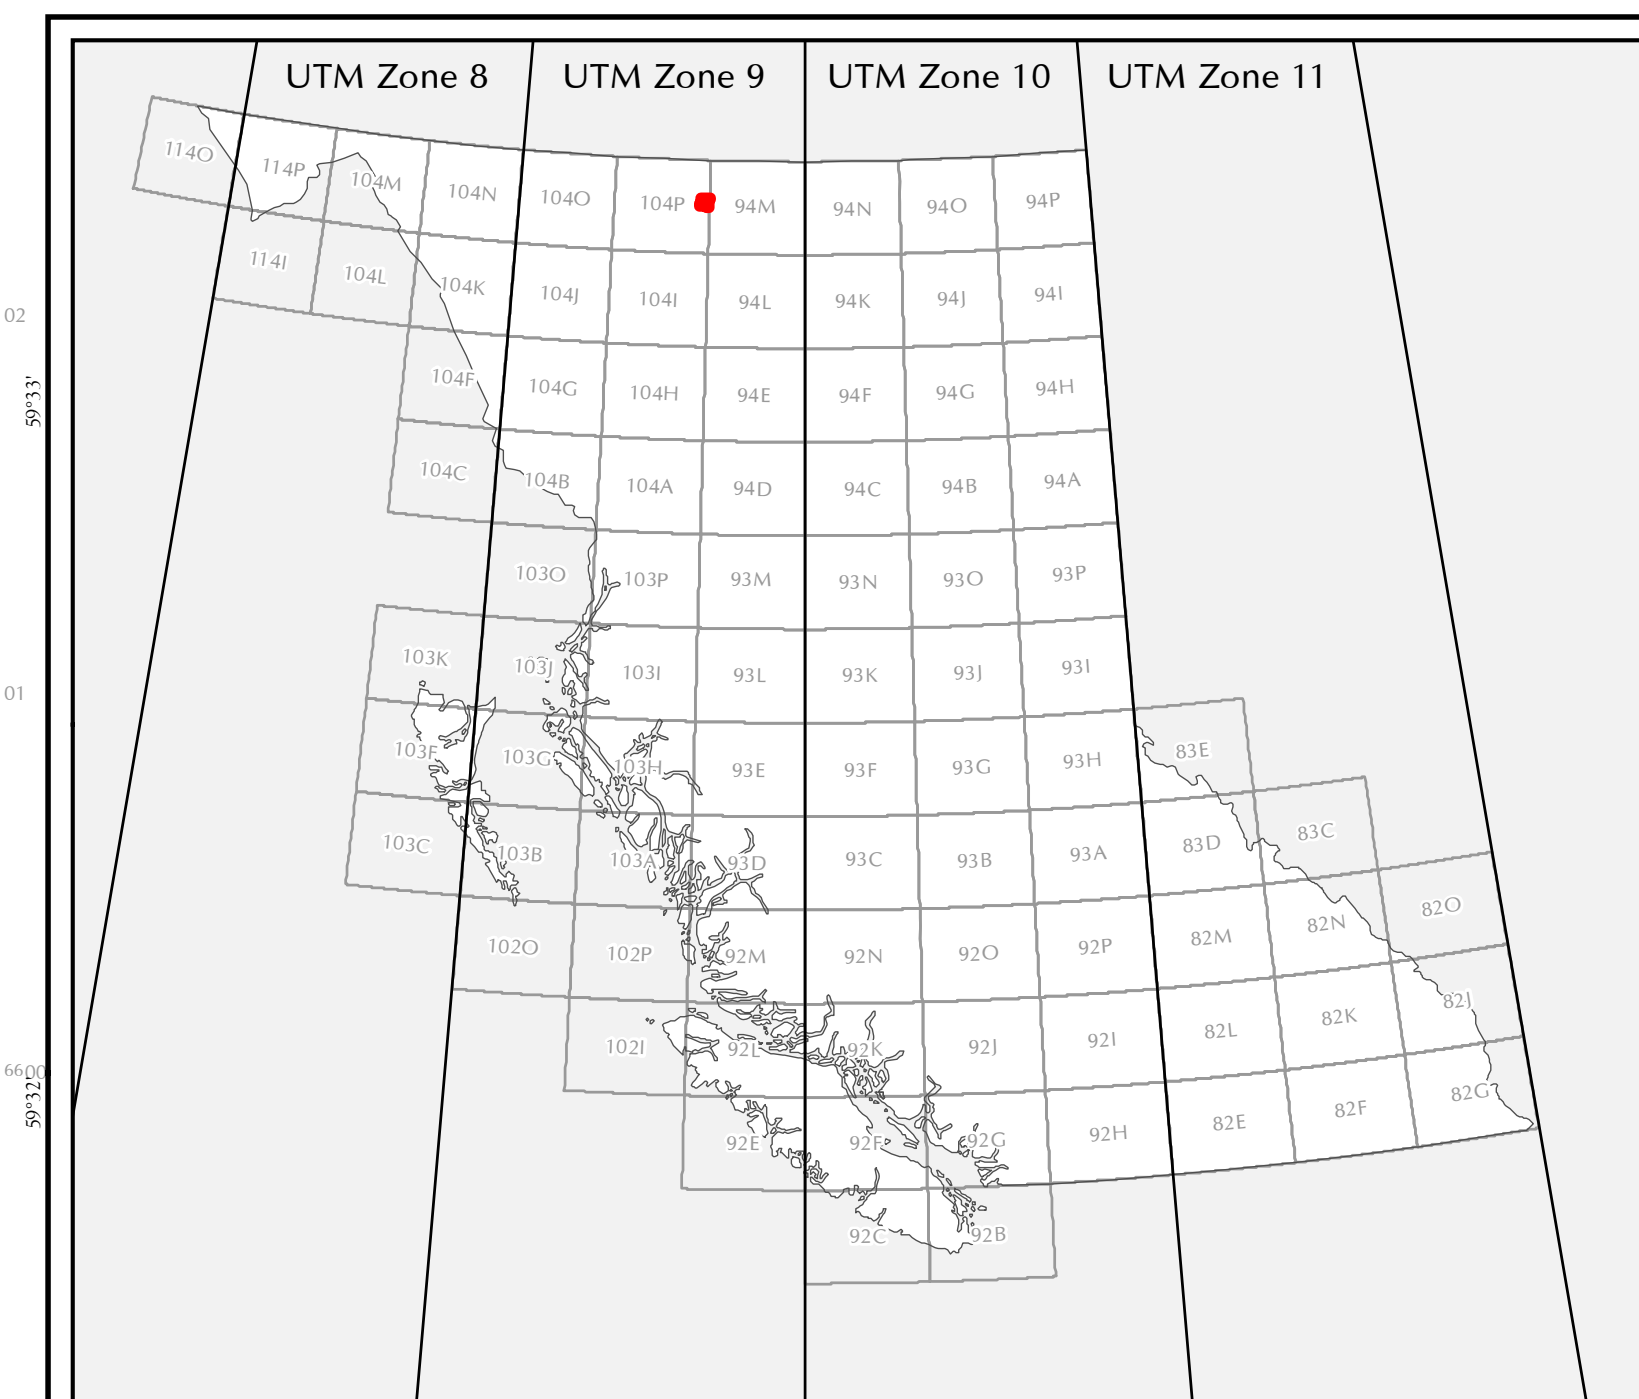 UTM Zone 8 UTM Zone 9 UTM Zone 10 UTM Zone 11
114O 114P 104M 104N 104O 104P 94M 94N 94O 94P
114I 104L 104K 104J 104I 94L 94K 94J 94I
02
59°33'
104F 104G 104H 94E 94F 94G 94H
104C 104B 104A 94D 94C 94B 94A
103O 103P 93M 93N 93O 93P
103K 103J 103I 93L 93K 93J 93I
01
103F 103G 103H 93E 93F 93G 93H 83E
103C 103B 103A 93D 93C 93B 93A 83D 83C
102O 102P 92M 92N 92O 92P 82M 82N 82O
102I 92L 92K 92J 92I 82L 82K 82J
6600
59°32'
92E 92F 92G 92H 82E 82F 82G
92C 92B